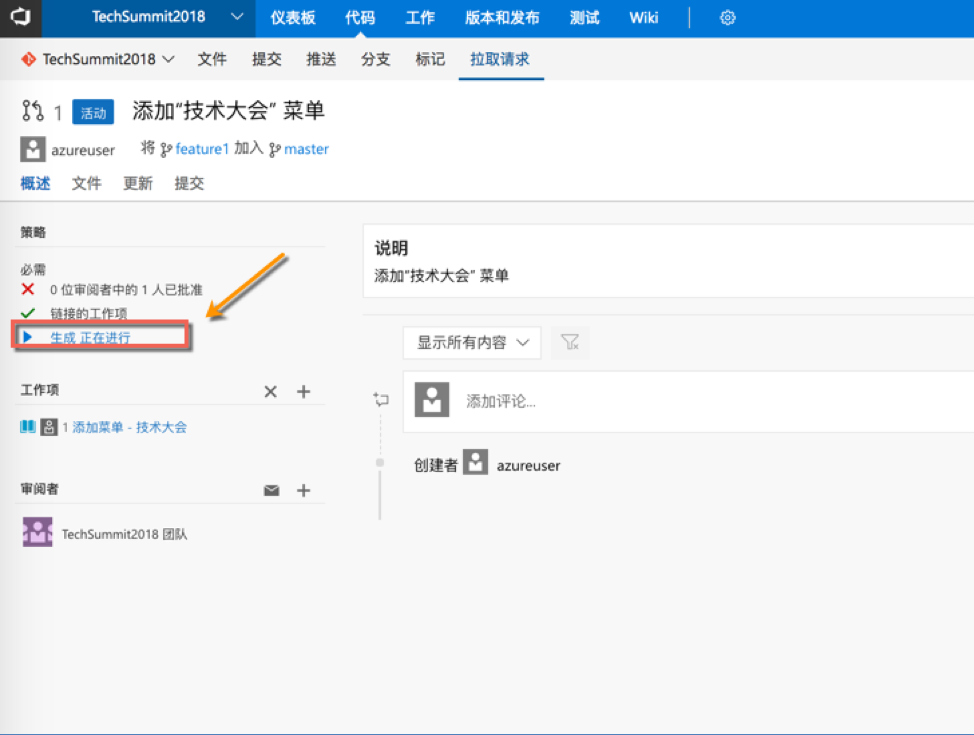 TechSummit2018 仪表板 代码 工作 版本和发布 测试 Wiki
TechSummit2018 文件 提交 推送 分支 标记 拉取请求
1 活动 添加“技术大会” 菜单
azureuser 将 feature1 加入 master
概述 文件 更新 提交
策略
必需
0 位审阅者中的 1 人已批准
链接的工作项
生成 正在进行
工作项
1 添加菜单 - 技术大会
审阅者
TechSummit2018 团队
说明
添加“技术大会” 菜单
显示所有内容
添加评论...
创建者 azureuser